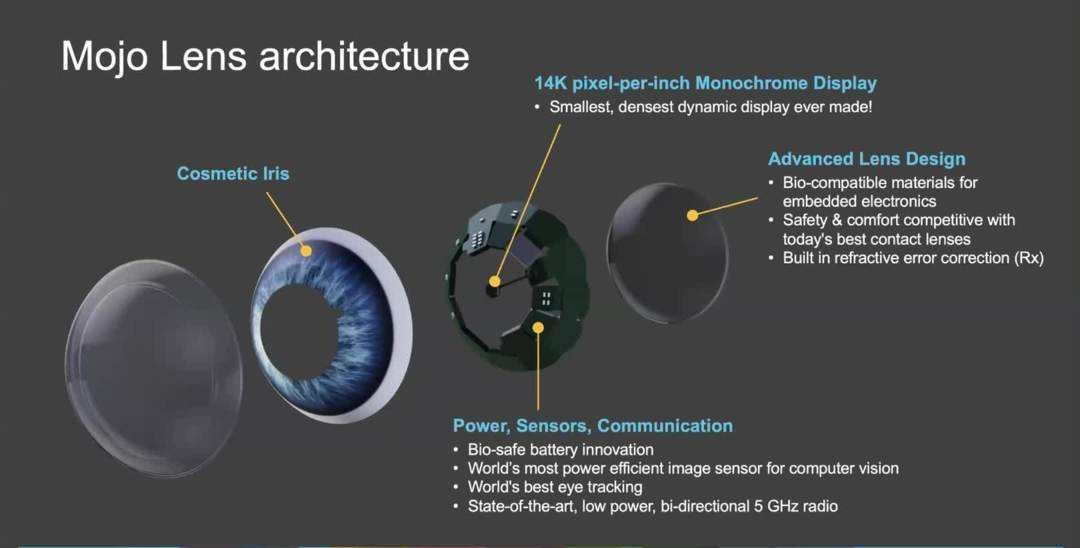 Mojo Lens architecture
14K pixel-per-inch Monochrome Display
• Smallest, densest dynamic display ever made!
Advanced Lens Design
• Bio-compatible materials for
embedded electronics
• Safety & comfort competitive with
today's best contact lenses
• Built in refractive error correction (Rx)
Cosmetic Iris
Power, Sensors, Communication
• Bio-safe battery innovation
• World's most power efficient image sensor for computer vision
• World's best eye tracking
• State-of-the-art, low power, bi-directional 5 GHz radio